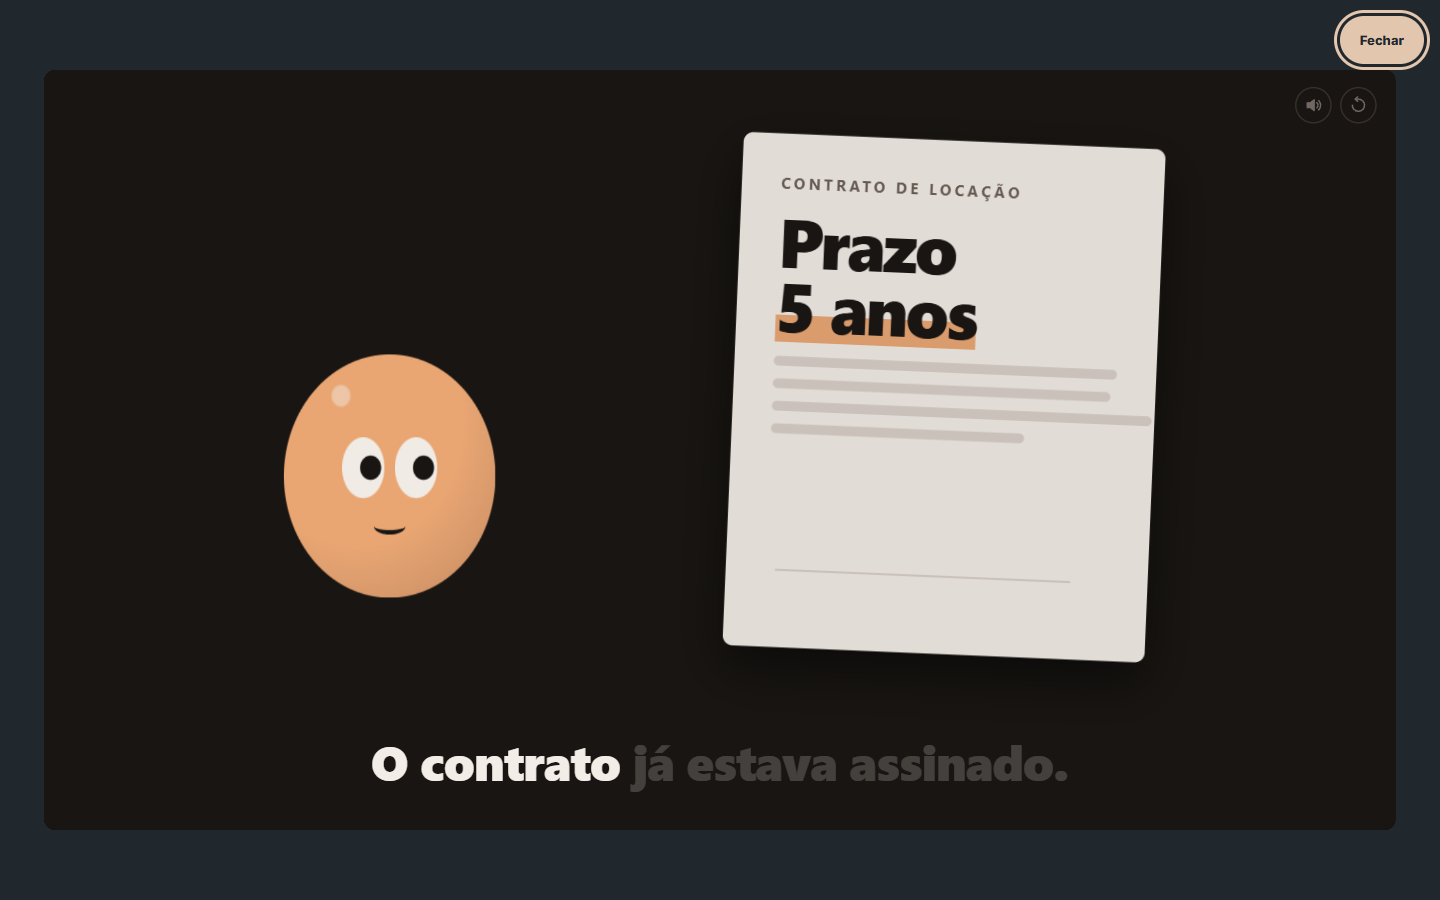 Fechar
CONTRATO DE LOCAÇÃO
Prazo
5 anos
O contrato já estava assinado.